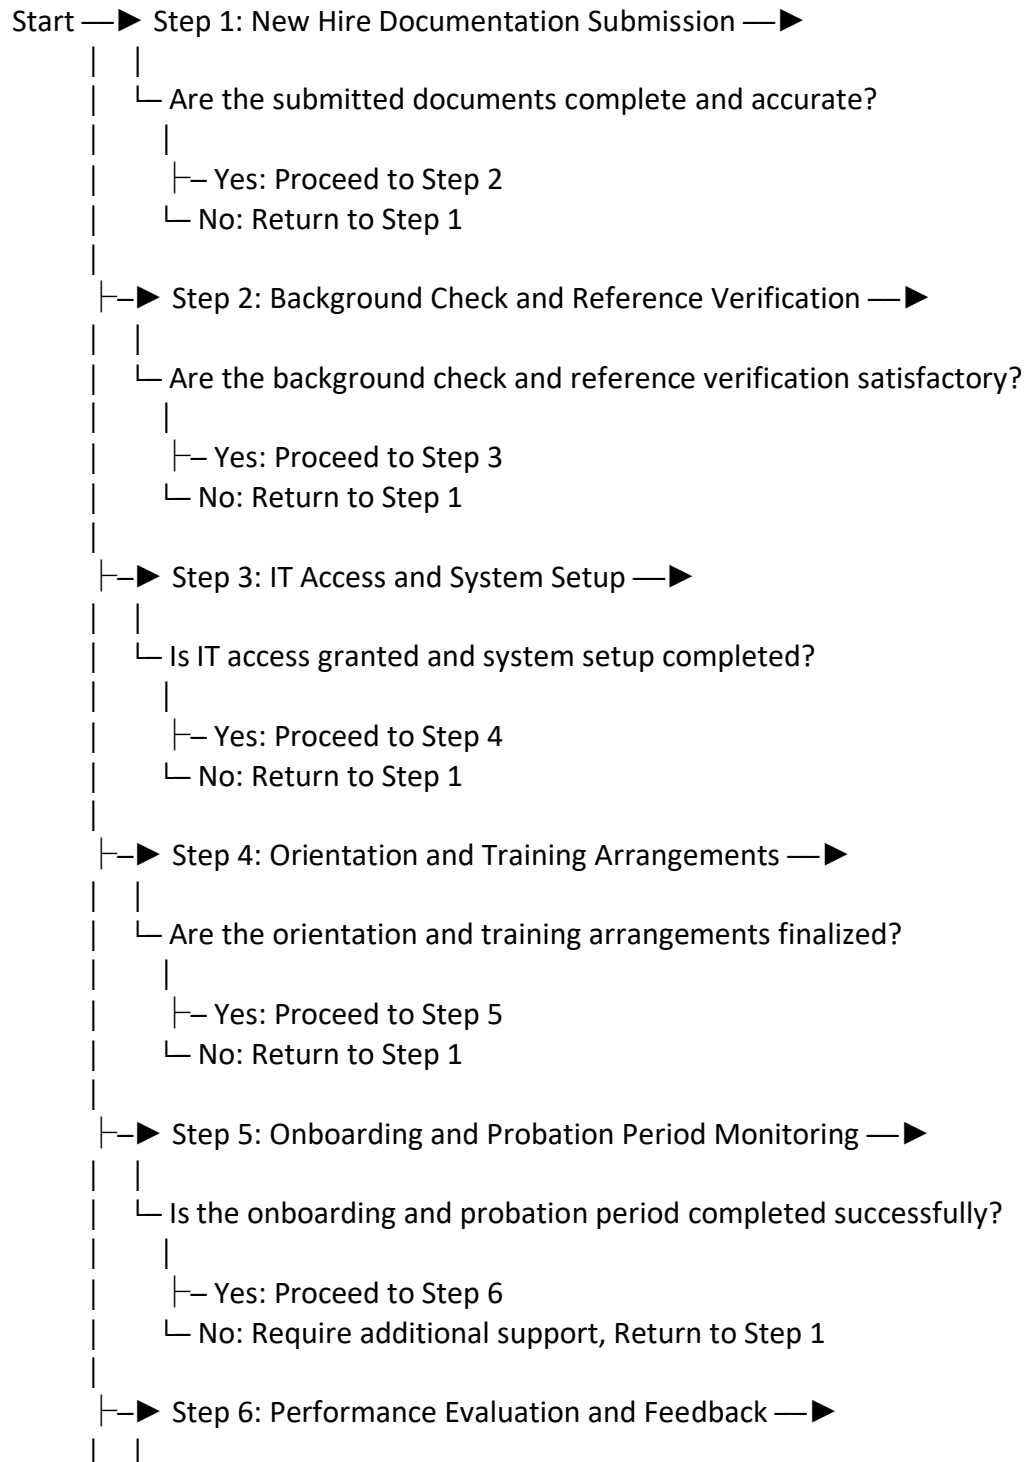 Start —► Step 1: New Hire Documentation Submission —►
| |
| └─ Are the submitted documents complete and accurate?
| |
| ├─ Yes: Proceed to Step 2
| └─ No: Return to Step 1
|
├─► Step 2: Background Check and Reference Verification —►
| |
| └─ Are the background check and reference verification satisfactory?
| |
| ├─ Yes: Proceed to Step 3
| └─ No: Return to Step 1
|
├─► Step 3: IT Access and System Setup —►
| |
| └─ Is IT access granted and system setup completed?
| |
| ├─ Yes: Proceed to Step 4
| └─ No: Return to Step 1
|
├─► Step 4: Orientation and Training Arrangements —►
| |
| └─ Are the orientation and training arrangements finalized?
| |
| ├─ Yes: Proceed to Step 5
| └─ No: Return to Step 1
|
├─► Step 5: Onboarding and Probation Period Monitoring —►
| |
| └─ Is the onboarding and probation period completed successfully?
| |
| ├─ Yes: Proceed to Step 6
| └─ No: Require additional support, Return to Step 1
|
├─► Step 6: Performance Evaluation and Feedback —►
| |